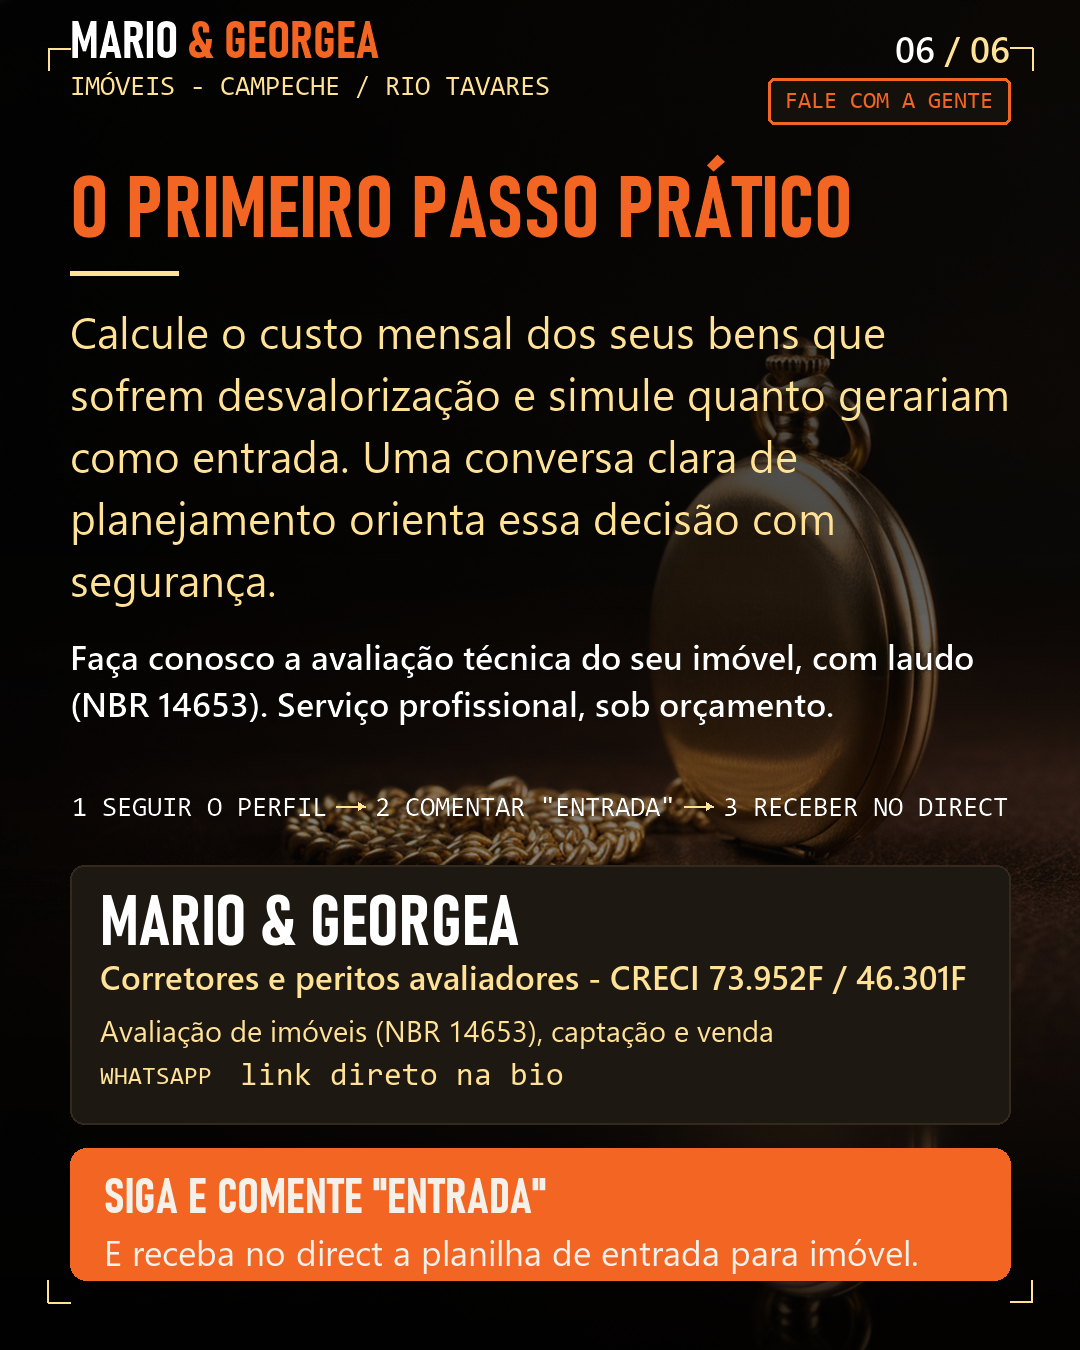 MARIO & GEORGEA
IMÓVEIS - CAMPECHE / RIO TAVARES
06 / 06
FALE COM A GENTE
O PRIMEIRO PASSO PRÁTICO
Calcule o custo mensal dos seus bens que
sofrem desvalorização e simule quanto gerariam
como entrada. Uma conversa clara de
planejamento orienta essa decisão com
segurança.
Faça conosco a avaliação técnica do seu imóvel, com laudo
(NBR 14653). Serviço profissional, sob orçamento.
1 SEGUIR O PERFIL → 2 COMENTAR "ENTRADA" → 3 RECEBER NO DIRECT
MARIO & GEORGEA
Corretores e peritos avaliadores - CRECI 73.952F / 46.301F
Avaliação de imóveis (NBR 14653), captação e venda
WHATSAPP link direto na bio
SIGA E COMENTE "ENTRADA"
E receba no direct a planilha de entrada para imóvel.